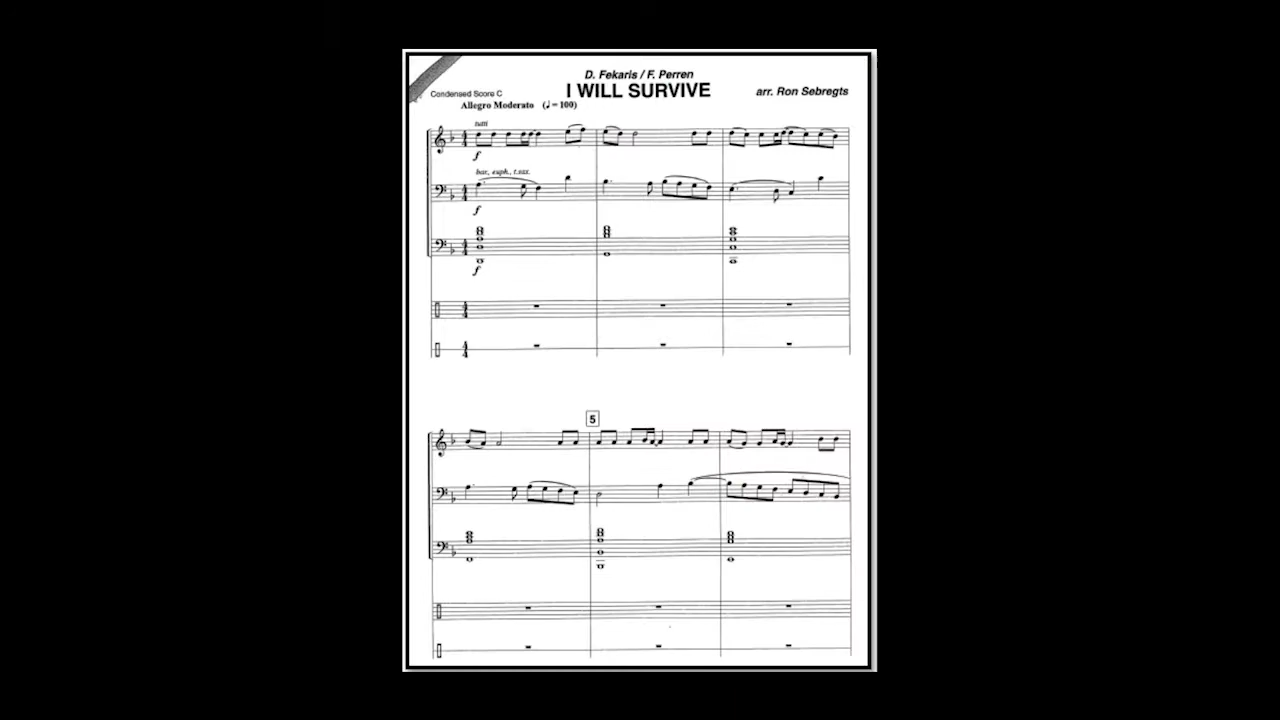 D. Fekaris / F. Perren
Condensed Score C
I WILL SURVIVE
arr. Ron Sebregts
Allegro Moderato (♩ = 100)
tutti
f
bar., euph., t.sax.
f
f
5